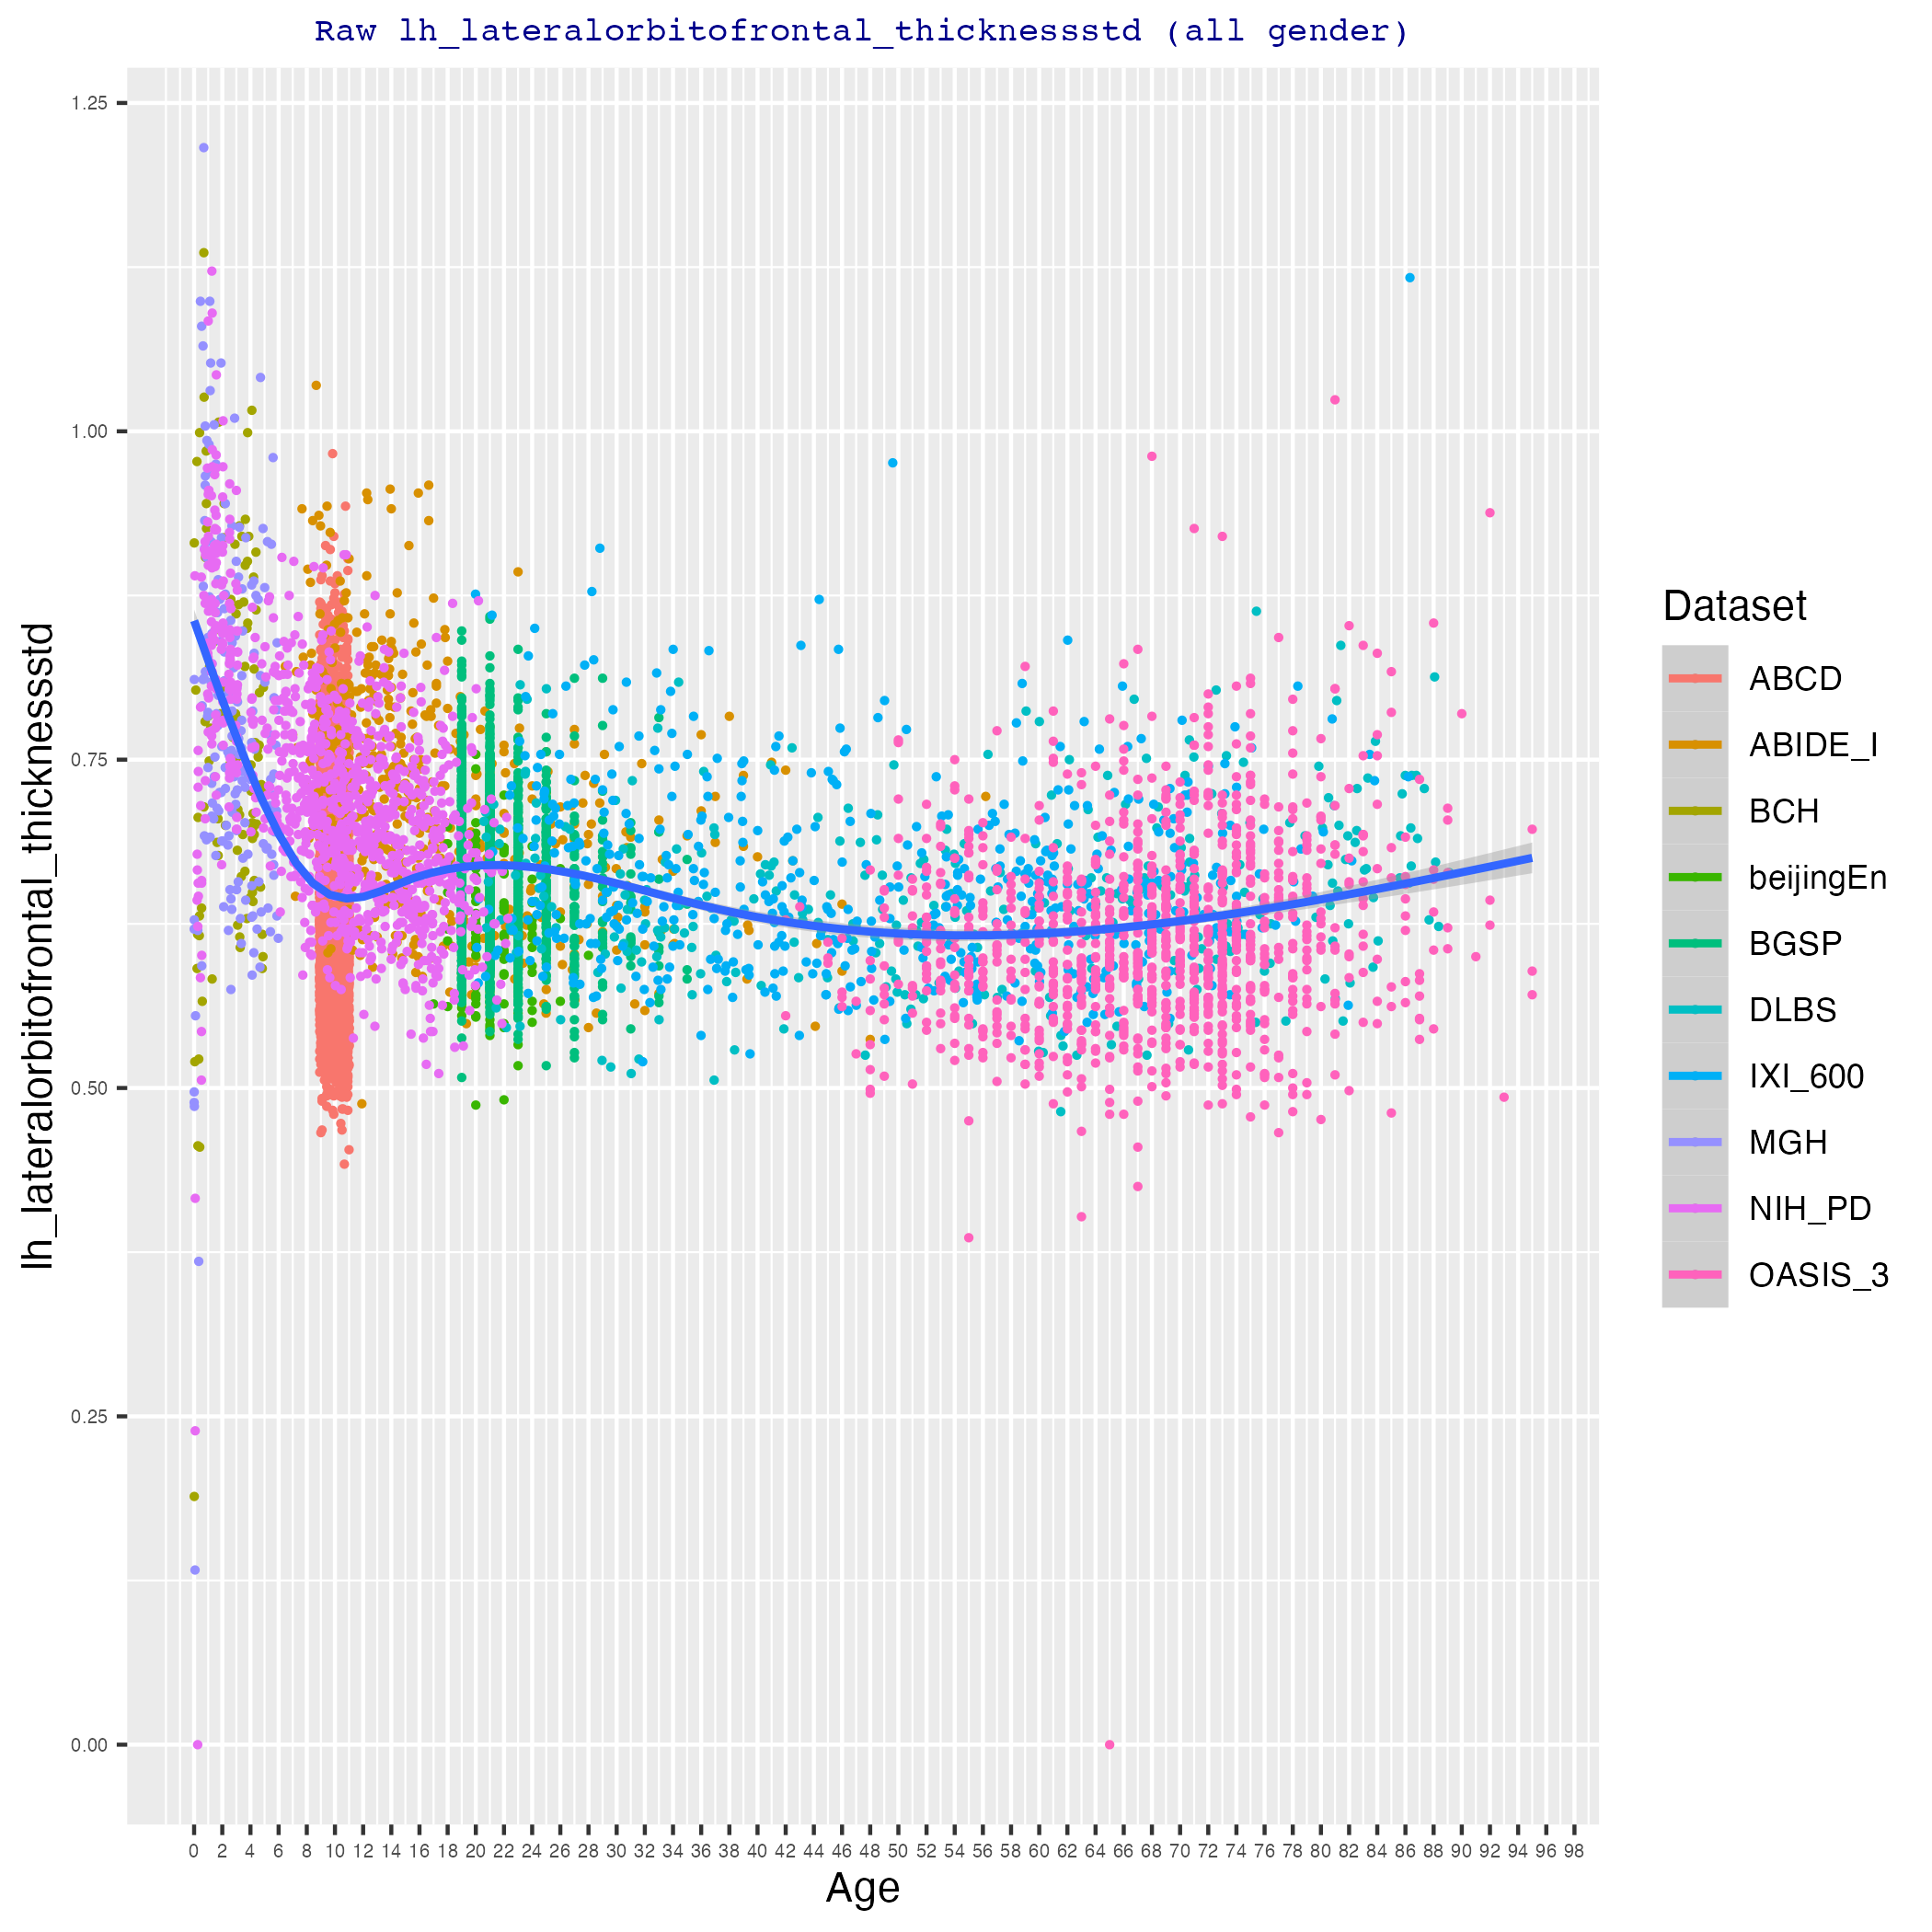 Raw lh_lateralorbitofrontal_thicknessstd (all gender)
lh_lateralorbitofrontal_thicknessstd
1.25
1.00
0.75
0.50
0.25
0.00
0 2 4 6 8 10 12 14 16 18 20 22 24 26 28 30 32 34 36 38 40 42 44 46 48 50 52 54 56 58 60 62 64 66 68 70 72 74 76 78 80 82 84 86 88 90 92 94 96 98
Age
Dataset
ABCD
ABIDE_I
BCH
beijingEn
BGSP
DLBS
IXI_600
MGH
NIH_PD
OASIS_3